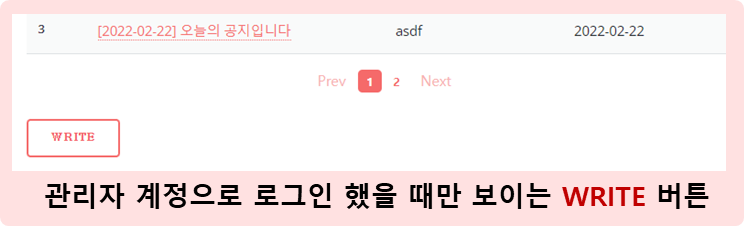 3 [2022-02-22] 오늘의 공지입니다 asdf 2022-02-22
Prev 1 2 Next
WRITE
관리자 계정으로 로그인 했을 때만 보이는 WRITE 버튼